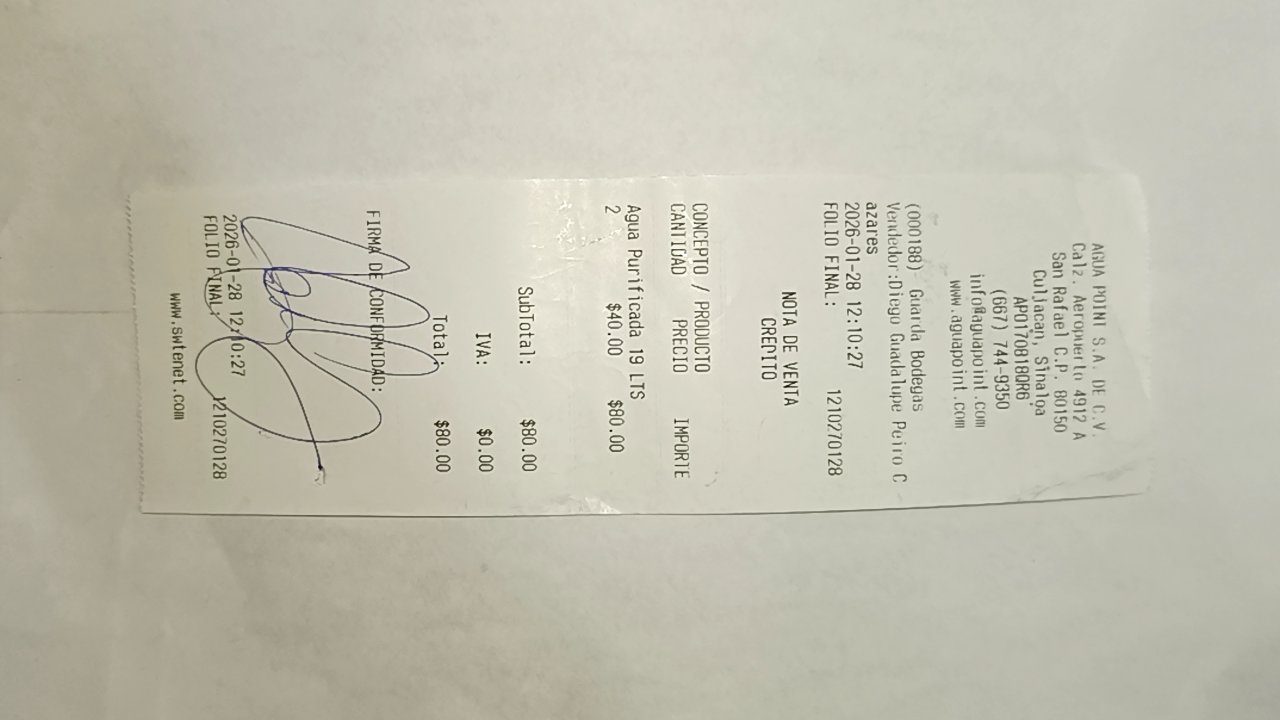 AGUA POINT S.A. DE C.V.
Calz. Aeropuerto 4912 A
San Rafael C.P. 80150
Culiacan, Sinaloa
APO170818QR6
(667) 744-9350
info@aguapoint.com
www.aguapoint.com
(000188) Guarda Bodegas
Vendedor:Diego Guadalupe Peiro C
azares
2026-01-28 12:10:27
FOLIO FINAL: 1210270128
NOTA DE VENTA
CREDITO
CONCEPTO / PRODUCTO
CANTIDAD PRECIO IMPORTE
Agua Purificada 19 LTS
2 $40.00 $80.00
SubTotal: $80.00
IVA: $0.00
Total: $80.00
FIRMA DE CONFORMIDAD:
2026-01-28 12:10:27
FOLIO FINAL: 1210270128
www.swtenet.com